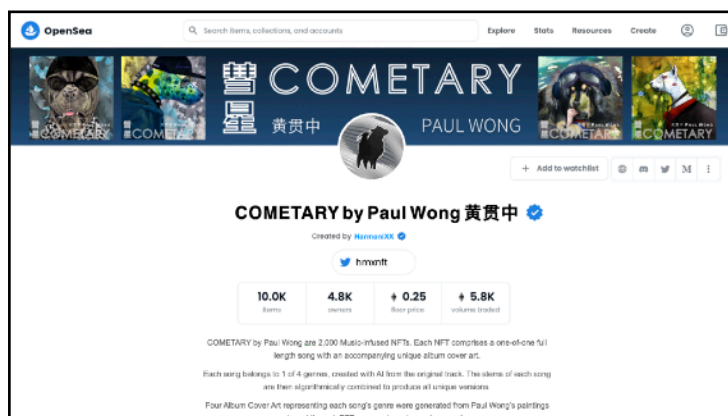 OpenSea
Search items, collections, and accounts
Explore Stats Resources Create
彗星 COMETARY
黄贯中 PAUL WONG
COMETARY
COMETARY
COMETARY
COMETARY
+ Add to watchlist
COMETARY by Paul Wong 黄贯中
Created by HarmoniXX
hmxnft
10.0K 4.8K 0.25 5.8K
items owners floor price volume traded
COMETARY by Paul Wong are 2,000 Music-infused NFTs. Each NFT comprises a one-of-one full
length song with an accompanying unique album cover art.
Each song belongs to 1 of 4 genres, created with AI from the original track. The stems of each song
are then algorithmically combined to produce all unique versions
Four Album Cover Art representing each song's genre were generated from Paul Wong's paintings